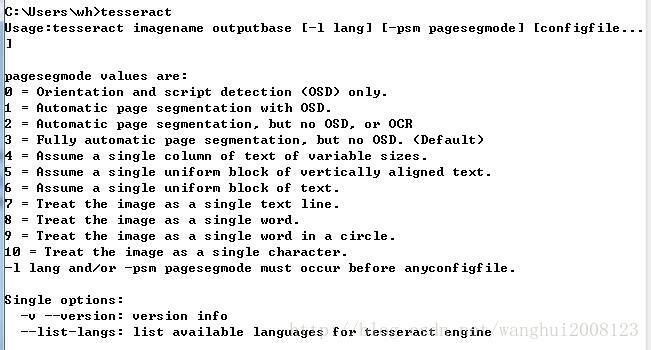 C:\Users\wh>tesseract
Usage:tesseract imagename outputbase [-l lang] [-psm pagesegmode] [configfile...
]
pagesegmode values are:
0 = Orientation and script detection (OSD) only.
1 = Automatic page segmentation with OSD.
2 = Automatic page segmentation, but no OSD, or OCR
3 = Fully automatic page segmentation, but no OSD. (Default)
4 = Assume a single column of text of variable sizes.
5 = Assume a single uniform block of vertically aligned text.
6 = Assume a single uniform block of text.
7 = Treat the image as a single text line.
8 = Treat the image as a single word.
9 = Treat the image as a single word in a circle.
10 = Treat the image as a single character.
-l lang and/or -psm pagesegmode must occur before anyconfigfile.
Single options:
-v --version: version info
--list-langs: list available languages for tesseract engine
http://blog.csdn.net/wanghui2008123